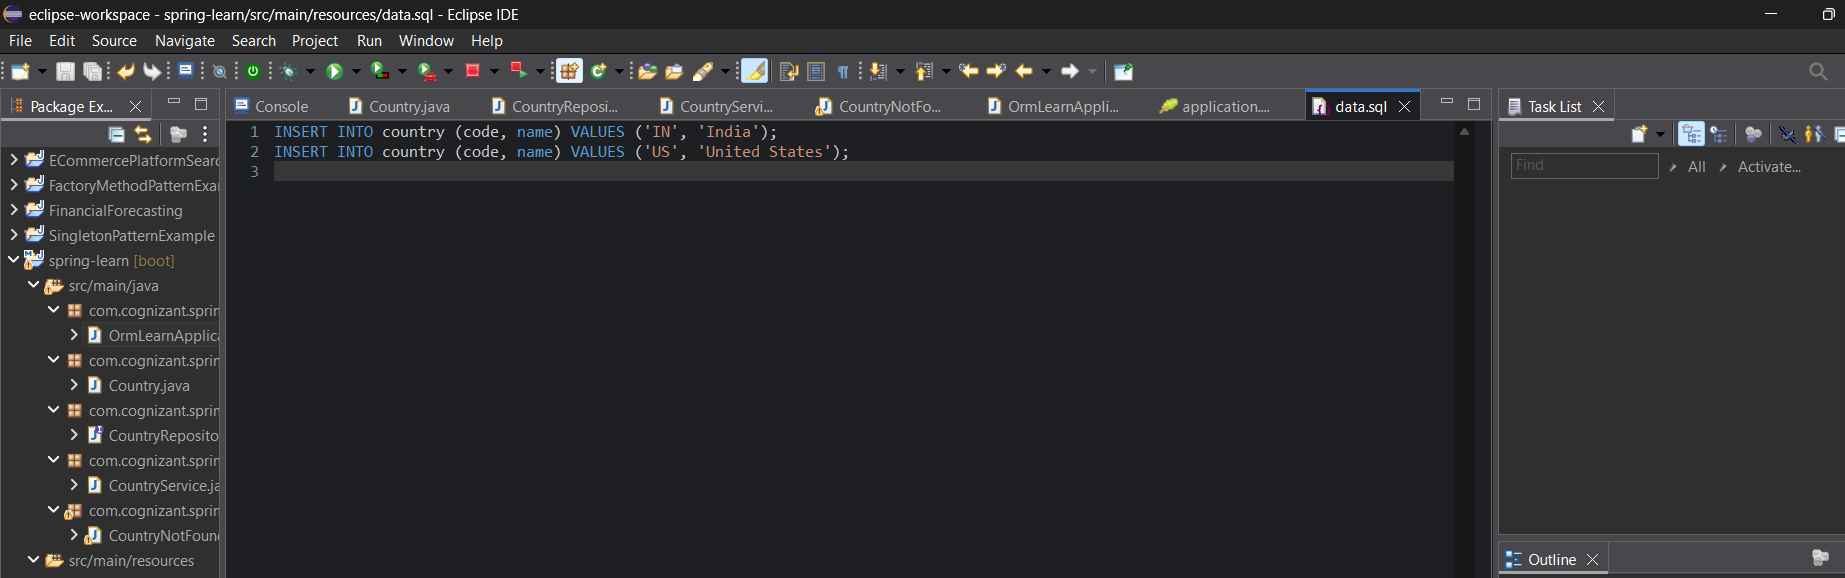 eclipse-workspace - spring-learn/src/main/resources/data.sql - Eclipse IDE
File Edit Source Navigate Search Project Run Window Help
Package Ex...
Console
Country.java
CountryReposi...
CountryServi...
CountryNotFo...
OrmLearnAppli...
application....
data.sql
Task List
ECommercePlatformSearc
FactoryMethodPatternExa
FinancialForecasting
SingletonPatternExample
spring-learn [boot]
src/main/java
com.cognizant.sprin
OrmLearnApplica
com.cognizant.sprin
Country.java
com.cognizant.sprin
CountryReposito
com.cognizant.sprin
CountryService.ja
com.cognizant.sprin
CountryNotFoun
src/main/resources
1 INSERT INTO country (code, name) VALUES ('IN', 'India');
2 INSERT INTO country (code, name) VALUES ('US', 'United States');
3
Find
All
Activate...
Outline